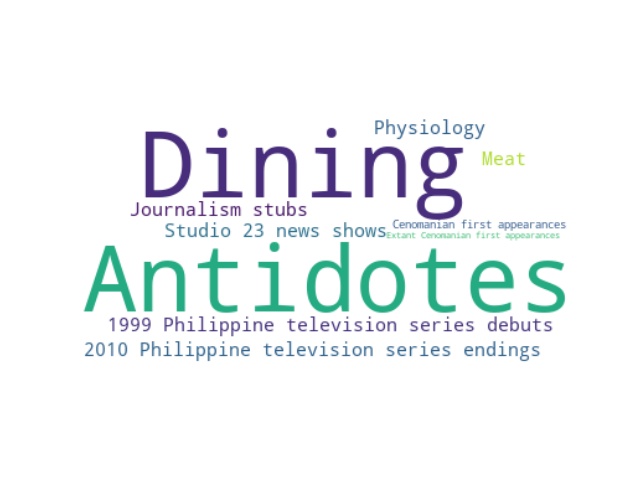 Physiology
Dining
Meat
Journalism stubs
Cenomanian first appearances
Studio 23 news shows
Extant Cenomanian first appearances
Antidotes
1999 Philippine television series debuts
2010 Philippine television series endings